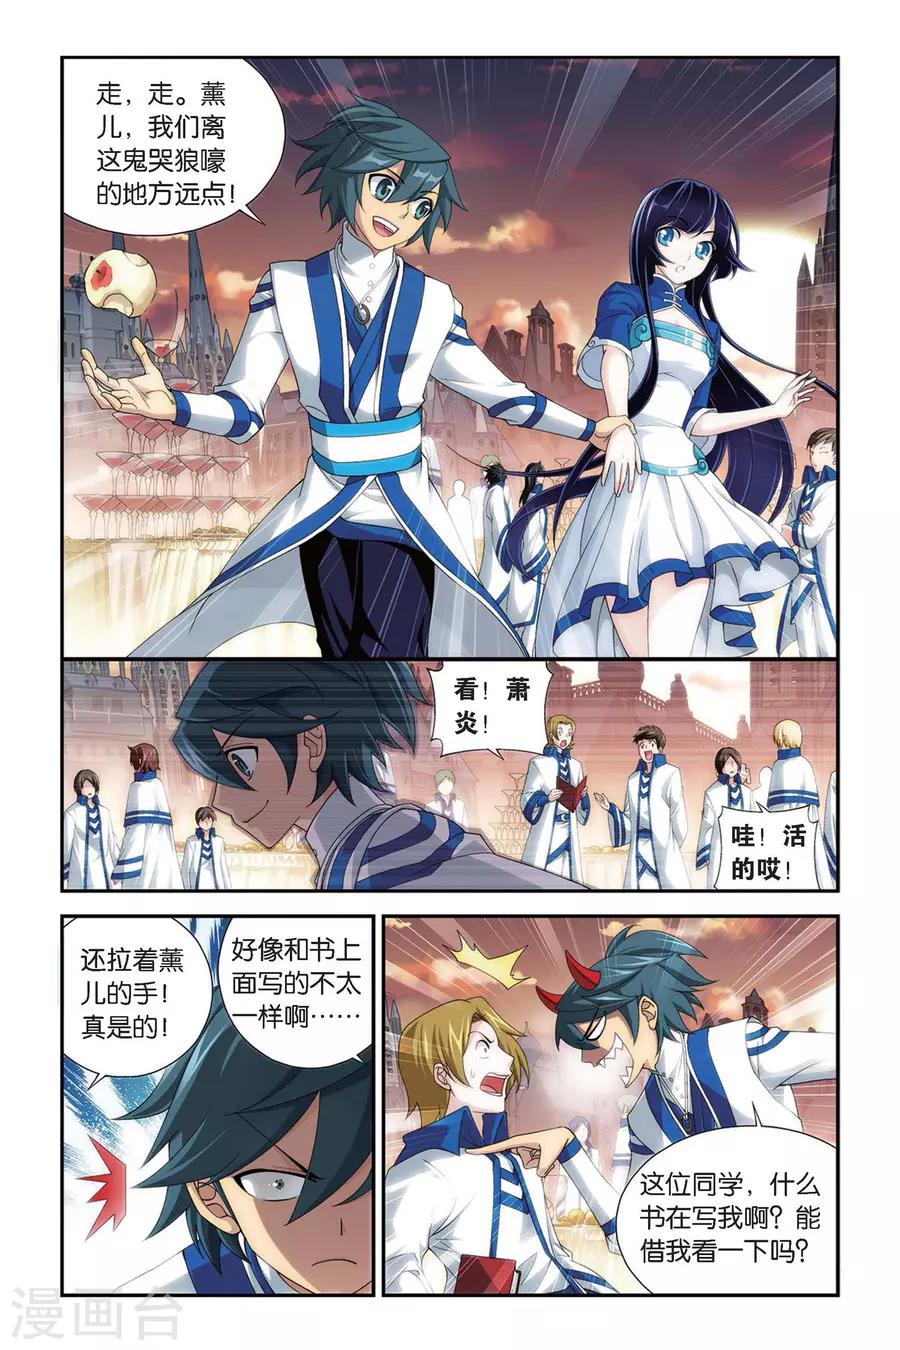 走，走。薰
儿，我们离
这鬼哭狼嚎
的地方远点！
看！萧
炎！
哇！活
的哎！
还拉着薰
儿的手！
真是的！
好像和书上
面写的不太
一样啊……
这位同学，什么
书在写我啊？能
借我看一下吗？
漫画台